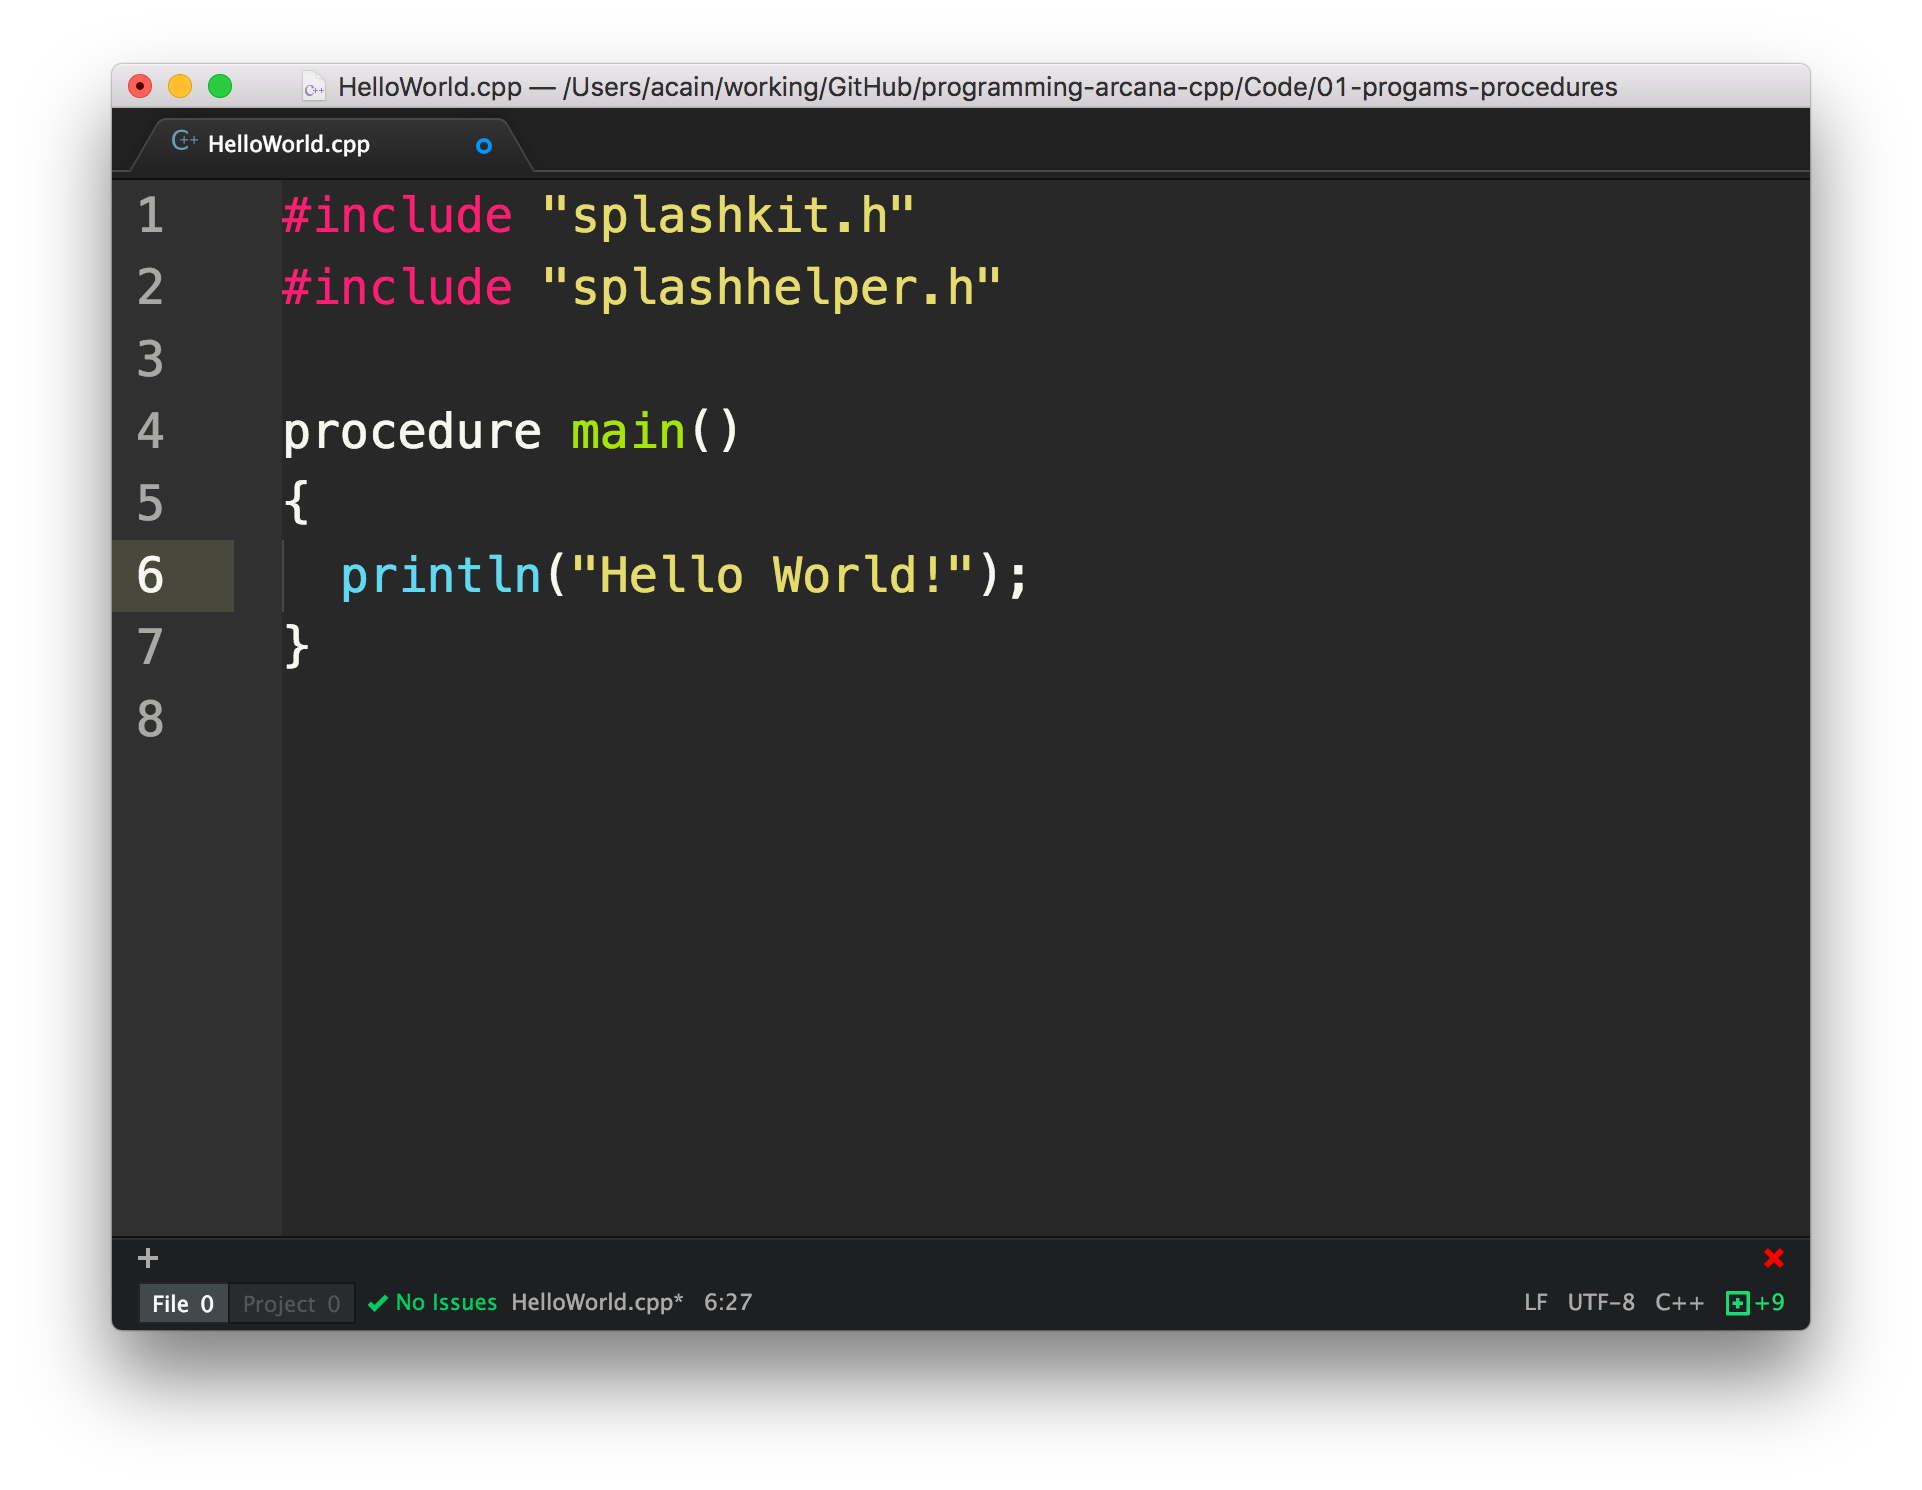 HelloWorld.cpp — /Users/acain/working/GitHub/programming-arcana-cpp/Code/01-progams-procedures
C++ HelloWorld.cpp
1 #include "splashkit.h"
2 #include "splashhelper.h"
3
4 procedure main()
5 {
6 println("Hello World!");
7 }
8
+
File 0 Project 0 No Issues HelloWorld.cpp* 6:27 LF UTF-8 C++ +9